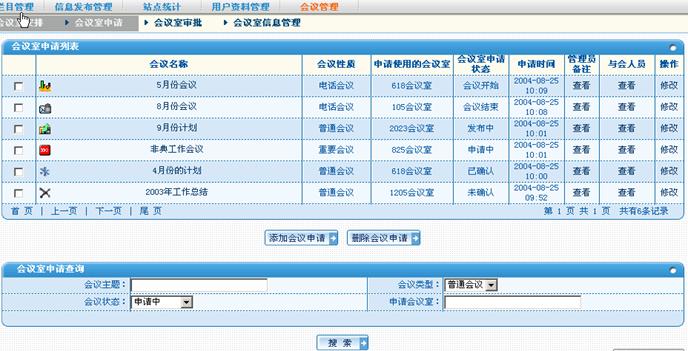 栏目管理 信息发布管理 站点统计 用户资料管理 会议管理
会议室申请 会议室审批 会议室信息管理
会议室申请列表
会议名称 会议性质 申请使用的会议室 会议室申请状态 申请时间 管理员备注 与会人员 操作
5月份会议 电话会议 618会议室 会议开始 2004-08-25 10:09 查看 查看 修改
8月份会议 电话会议 105会议室 会议结束 2004-08-25 10:08 查看 查看 修改
9月份计划 普通会议 2023会议室 发布中 2004-08-25 10:01 查看 查看 修改
非典工作会议 重要会议 825会议室 申请中 2004-08-25 10:01 查看 查看 修改
4月份的计划 普通会议 618会议室 已确认 2004-08-25 10:00 查看 查看 修改
2003年工作总结 普通会议 1205会议室 未确认 2004-08-25 09:52 查看 查看 修改
首 页 | 上一页 | 下一页 | 尾 页 第 1 页 共 1 页 共有6条记录
添加会议申请 删除会议申请
会议室申请查询
会议主题： 会议类型： 普通会议
会议状态： 申请中 申请会议室：
搜 索